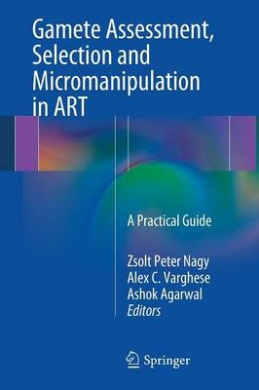 Gamete Assessment,
Selection and
Micromanipulation
in ART
A Practical Guide
Zsolt Peter Nagy
Alex C. Varghese
Ashok Agarwal
Editors
Springer